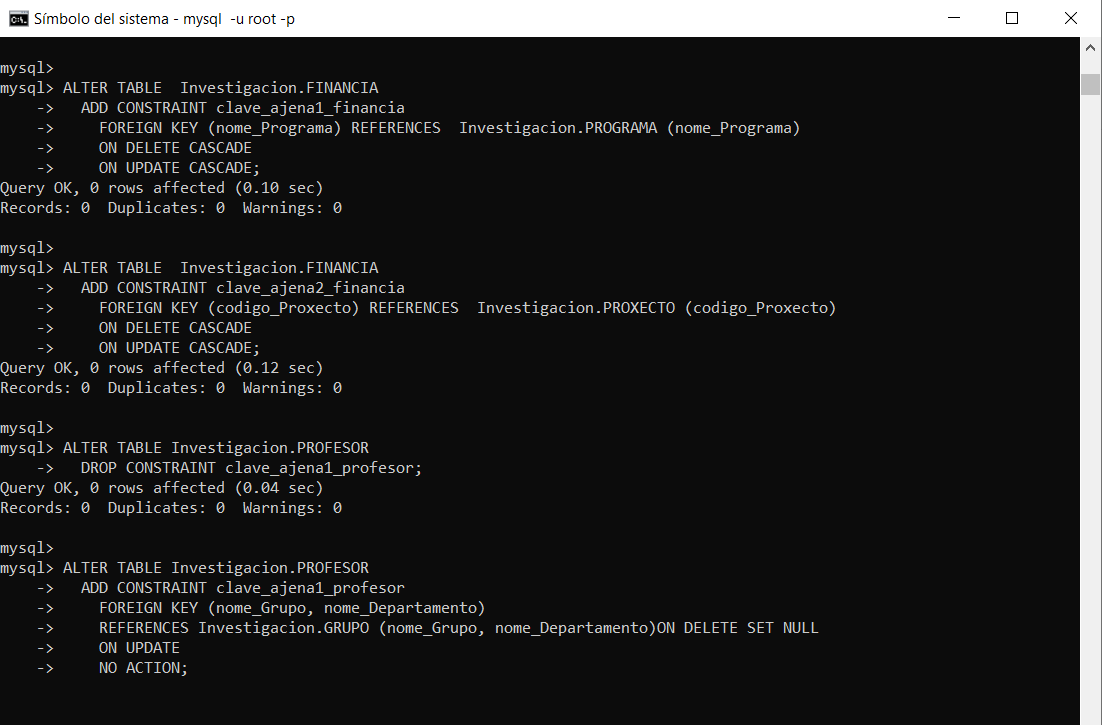 Símbolo del sistema - mysql  -u root -p
mysql>
mysql> ALTER TABLE  Investigacion.FINANCIA
    ->   ADD CONSTRAINT clave_ajena1_financia
    ->     FOREIGN KEY (nome_Programa) REFERENCES  Investigacion.PROGRAMA (nome_Programa)
    ->     ON DELETE CASCADE
    ->     ON UPDATE CASCADE;
Query OK, 0 rows affected (0.10 sec)
Records: 0  Duplicates: 0  Warnings: 0
mysql>
mysql> ALTER TABLE  Investigacion.FINANCIA
    ->   ADD CONSTRAINT clave_ajena2_financia
    ->     FOREIGN KEY (codigo_Proxecto) REFERENCES  Investigacion.PROXECTO (codigo_Proxecto)
    ->     ON DELETE CASCADE
    ->     ON UPDATE CASCADE;
Query OK, 0 rows affected (0.12 sec)
Records: 0  Duplicates: 0  Warnings: 0
mysql>
mysql> ALTER TABLE Investigacion.PROFESOR
    ->   DROP CONSTRAINT clave_ajena1_profesor;
Query OK, 0 rows affected (0.04 sec)
Records: 0  Duplicates: 0  Warnings: 0
mysql>
mysql> ALTER TABLE Investigacion.PROFESOR
    ->   ADD CONSTRAINT clave_ajena1_profesor
    ->     FOREIGN KEY (nome_Grupo, nome_Departamento)
    ->     REFERENCES Investigacion.GRUPO (nome_Grupo, nome_Departamento)ON DELETE SET NULL
    ->     ON UPDATE
    ->     NO ACTION;